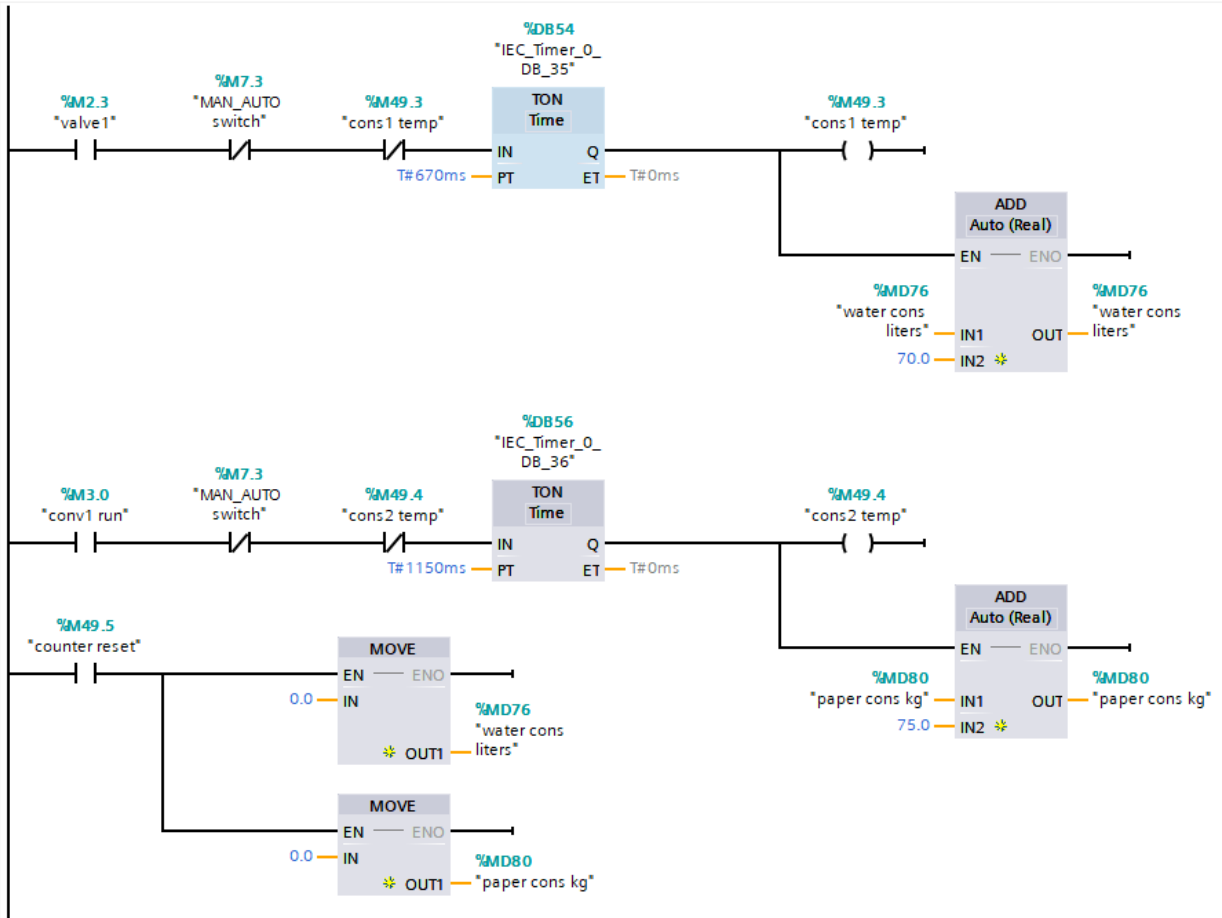 %DB54
"IEC_Timer_0_
DB_35"
%M2.3
"valve1"
%M7.3
"MAN_AUTO
switch"
%M49.3
"cons1 temp"
TON
Time
%M49.3
"cons1 temp"
IN
Q
T#670ms
PT
ET
T#0ms
ADD
Auto (Real)
EN
ENO
%MD76
"water cons
liters"
IN1
OUT
%MD76
"water cons
liters"
70.0
IN2
%DB56
"IEC_Timer_0_
DB_36"
%M3.0
"conv1 run"
%M7.3
"MAN_AUTO
switch"
%M49.4
"cons2 temp"
TON
Time
%M49.4
"cons2 temp"
IN
Q
T#1150ms
PT
ET
T#0ms
ADD
Auto (Real)
EN
ENO
%MD80
"paper cons kg"
IN1
OUT
%MD80
"paper cons kg"
75.0
IN2
%M49.5
"counter reset"
MOVE
EN
ENO
0.0
IN
OUT1
%MD76
"water cons
liters"
MOVE
EN
ENO
0.0
IN
OUT1
%MD80
"paper cons kg"